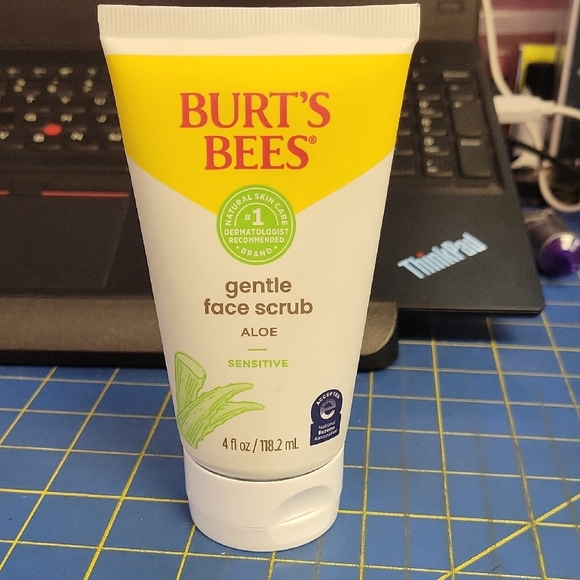 BURT'S
BEES®
NATURAL SKIN CARE
#1
DERMATOLOGIST
RECOMMENDED
• BRAND •
gentle
face scrub
ALOE
SENSITIVE
ACCEPTED
National
Eczema
Association
4 fl oz / 118.2 mL
ThinkPad